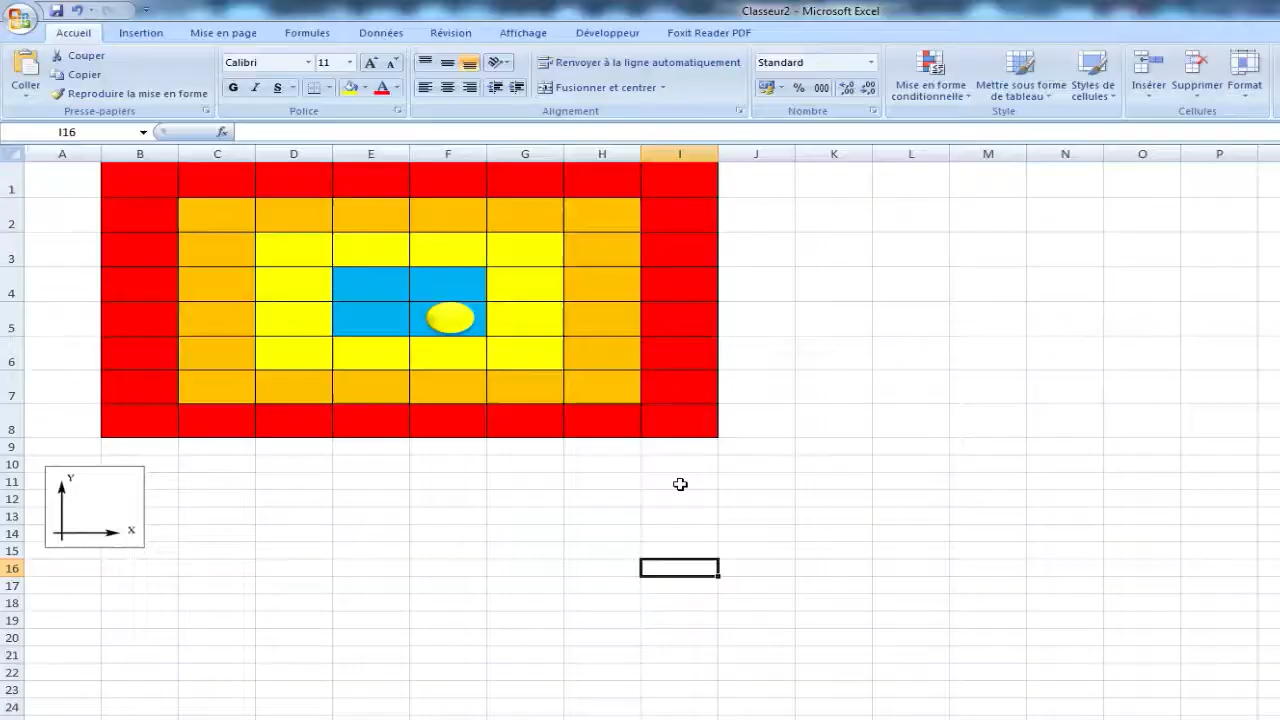 Classeur2 - Microsoft Excel
Accueil Insertion Mise en page Formules Données Révision Affichage Développeur Foxit Reader PDF
Coller
Couper
Copier
Reproduire la mise en forme
Presse-papiers
Calibri 11
G I S
Police
Renvoyer à la ligne automatiquement
Fusionner et centrer
Alignement
Standard
% 000
Nombre
Mise en forme conditionnelle
Mettre sous forme de tableau
Styles de cellules
Style
Insérer Supprimer Format
Cellules
I16 fx
A B C D E F G H I J K L M N O P
1
2
3
4
5
6
7
8
9
10
11
12
13
14
15
16
17
18
19
20
21
22
23
24
Y
X